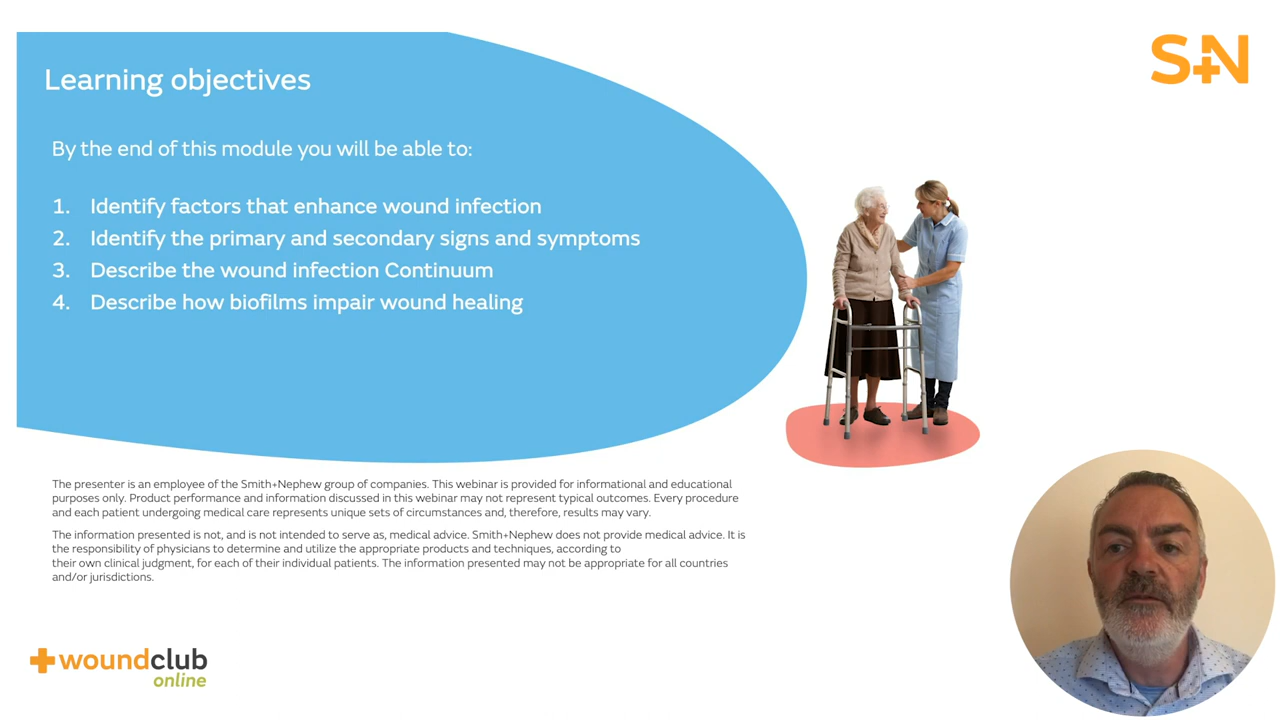 Learning objectives
S+N
By the end of this module you will be able to:
1. Identify factors that enhance wound infection
2. Identify the primary and secondary signs and symptoms
3. Describe the wound infection Continuum
4. Describe how biofilms impair wound healing
The presenter is an employee of the Smith+Nephew group of companies. This webinar is provided for informational and educational
purposes only. Product performance and information discussed in this webinar may not represent typical outcomes. Every procedure
and each patient undergoing medical care represents unique sets of circumstances and, therefore, results may vary.
The information presented is not, and is not intended to serve as, medical advice. Smith+Nephew does not provide medical advice. It is
the responsibility of physicians to determine and utilize the appropriate products and techniques, according to
their own clinical judgment, for each of their individual patients. The information presented may not be appropriate for all countries
and/or jurisdictions.
woundclub
online